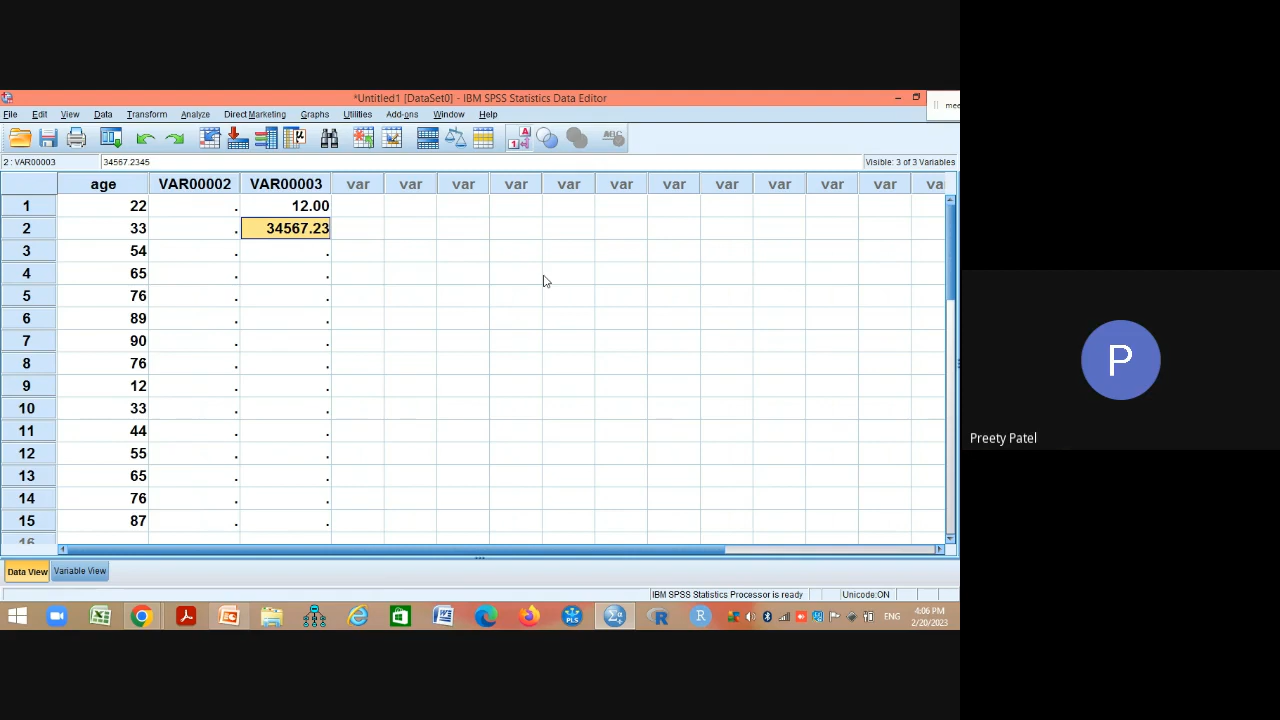 *Untitled1 [DataSet0] - IBM SPSS Statistics Data Editor
File Edit View Data Transform Analyze Direct Marketing Graphs Utilities Add-ons Window Help
2 : VAR00003 34567.2345 Visible: 3 of 3 Variables
age VAR00002 VAR00003 var var var var var var var var var var var
1 22 . 12.00
2 33 . 34567.23
3 54 . .
4 65 . .
5 76 . .
6 89 . .
7 90 . .
8 76 . .
9 12 . .
10 33 . .
11 44 . .
12 55 . .
13 65 . .
14 76 . .
15 87 . .
16
Data View Variable View
IBM SPSS Statistics Processor is ready Unicode:ON
PLS R R ENG 4:06 PM
2/20/2023
P
Preety Patel